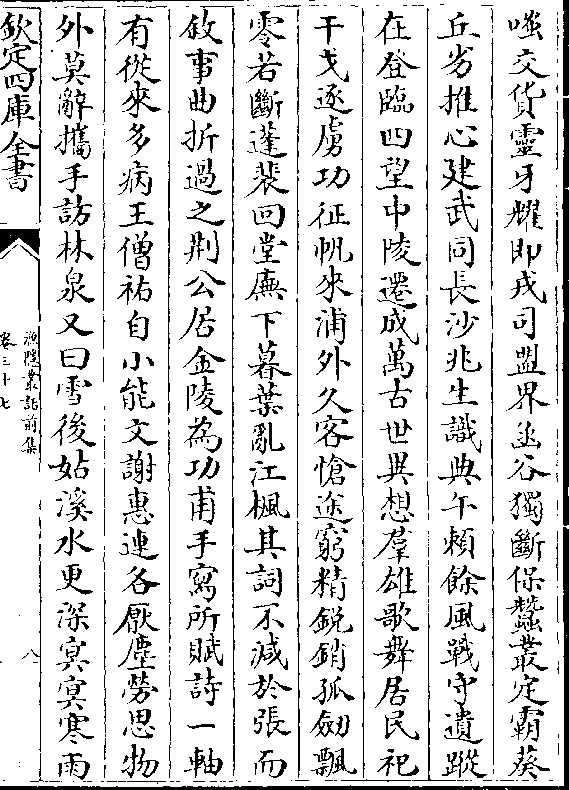 嗤交貨靈牙耀即戎司盟界函谷獨斷保蠶叢定霸葵
丘劣推心建武同長沙兆生識典午頼餘風戰守遺蹤
在登臨四望中陵遷成萬古世異想羣雄歌舞居民祀
干戈逐虜功征帆來浦外久客愴途窮精銳銷孤劒飄
零若斷蓬裴回堂廡下暮葉亂江楓其詞不減於張而
敘事曲折過之荆公居金陵為功甫手寫所賦詩一軸
有從來多病王僧祐自小能文謝惠連各厭塵勞思物
外莫辭攜手訪林泉又曰雪後姑溪水更深冥冥寒雨
欽定四庫全書
漁隱叢話前集
卷三十七
八